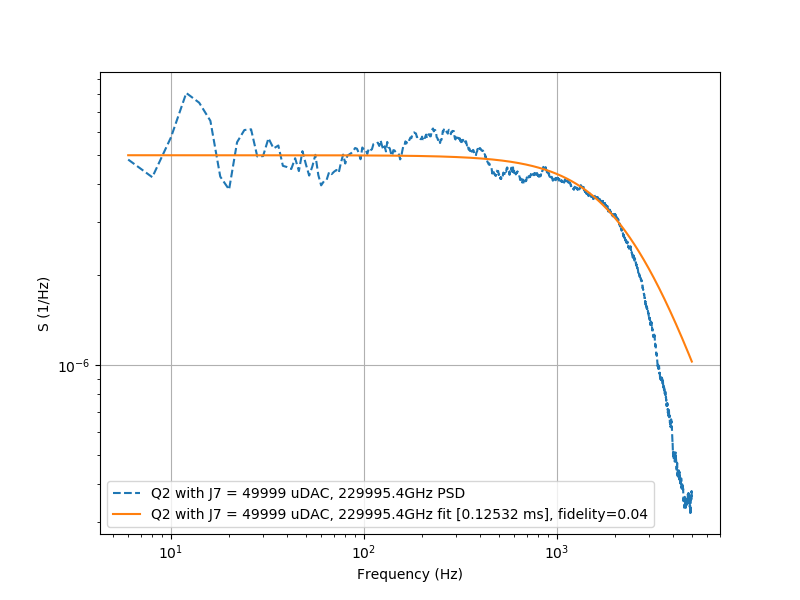 S (1/Hz)
10⁻⁶
Q2 with J7 = 49999 uDAC, 229995.4GHz PSD
Q2 with J7 = 49999 uDAC, 229995.4GHz fit [0.12532 ms], fidelity=0.04
10¹ 10² 10³
Frequency (Hz)